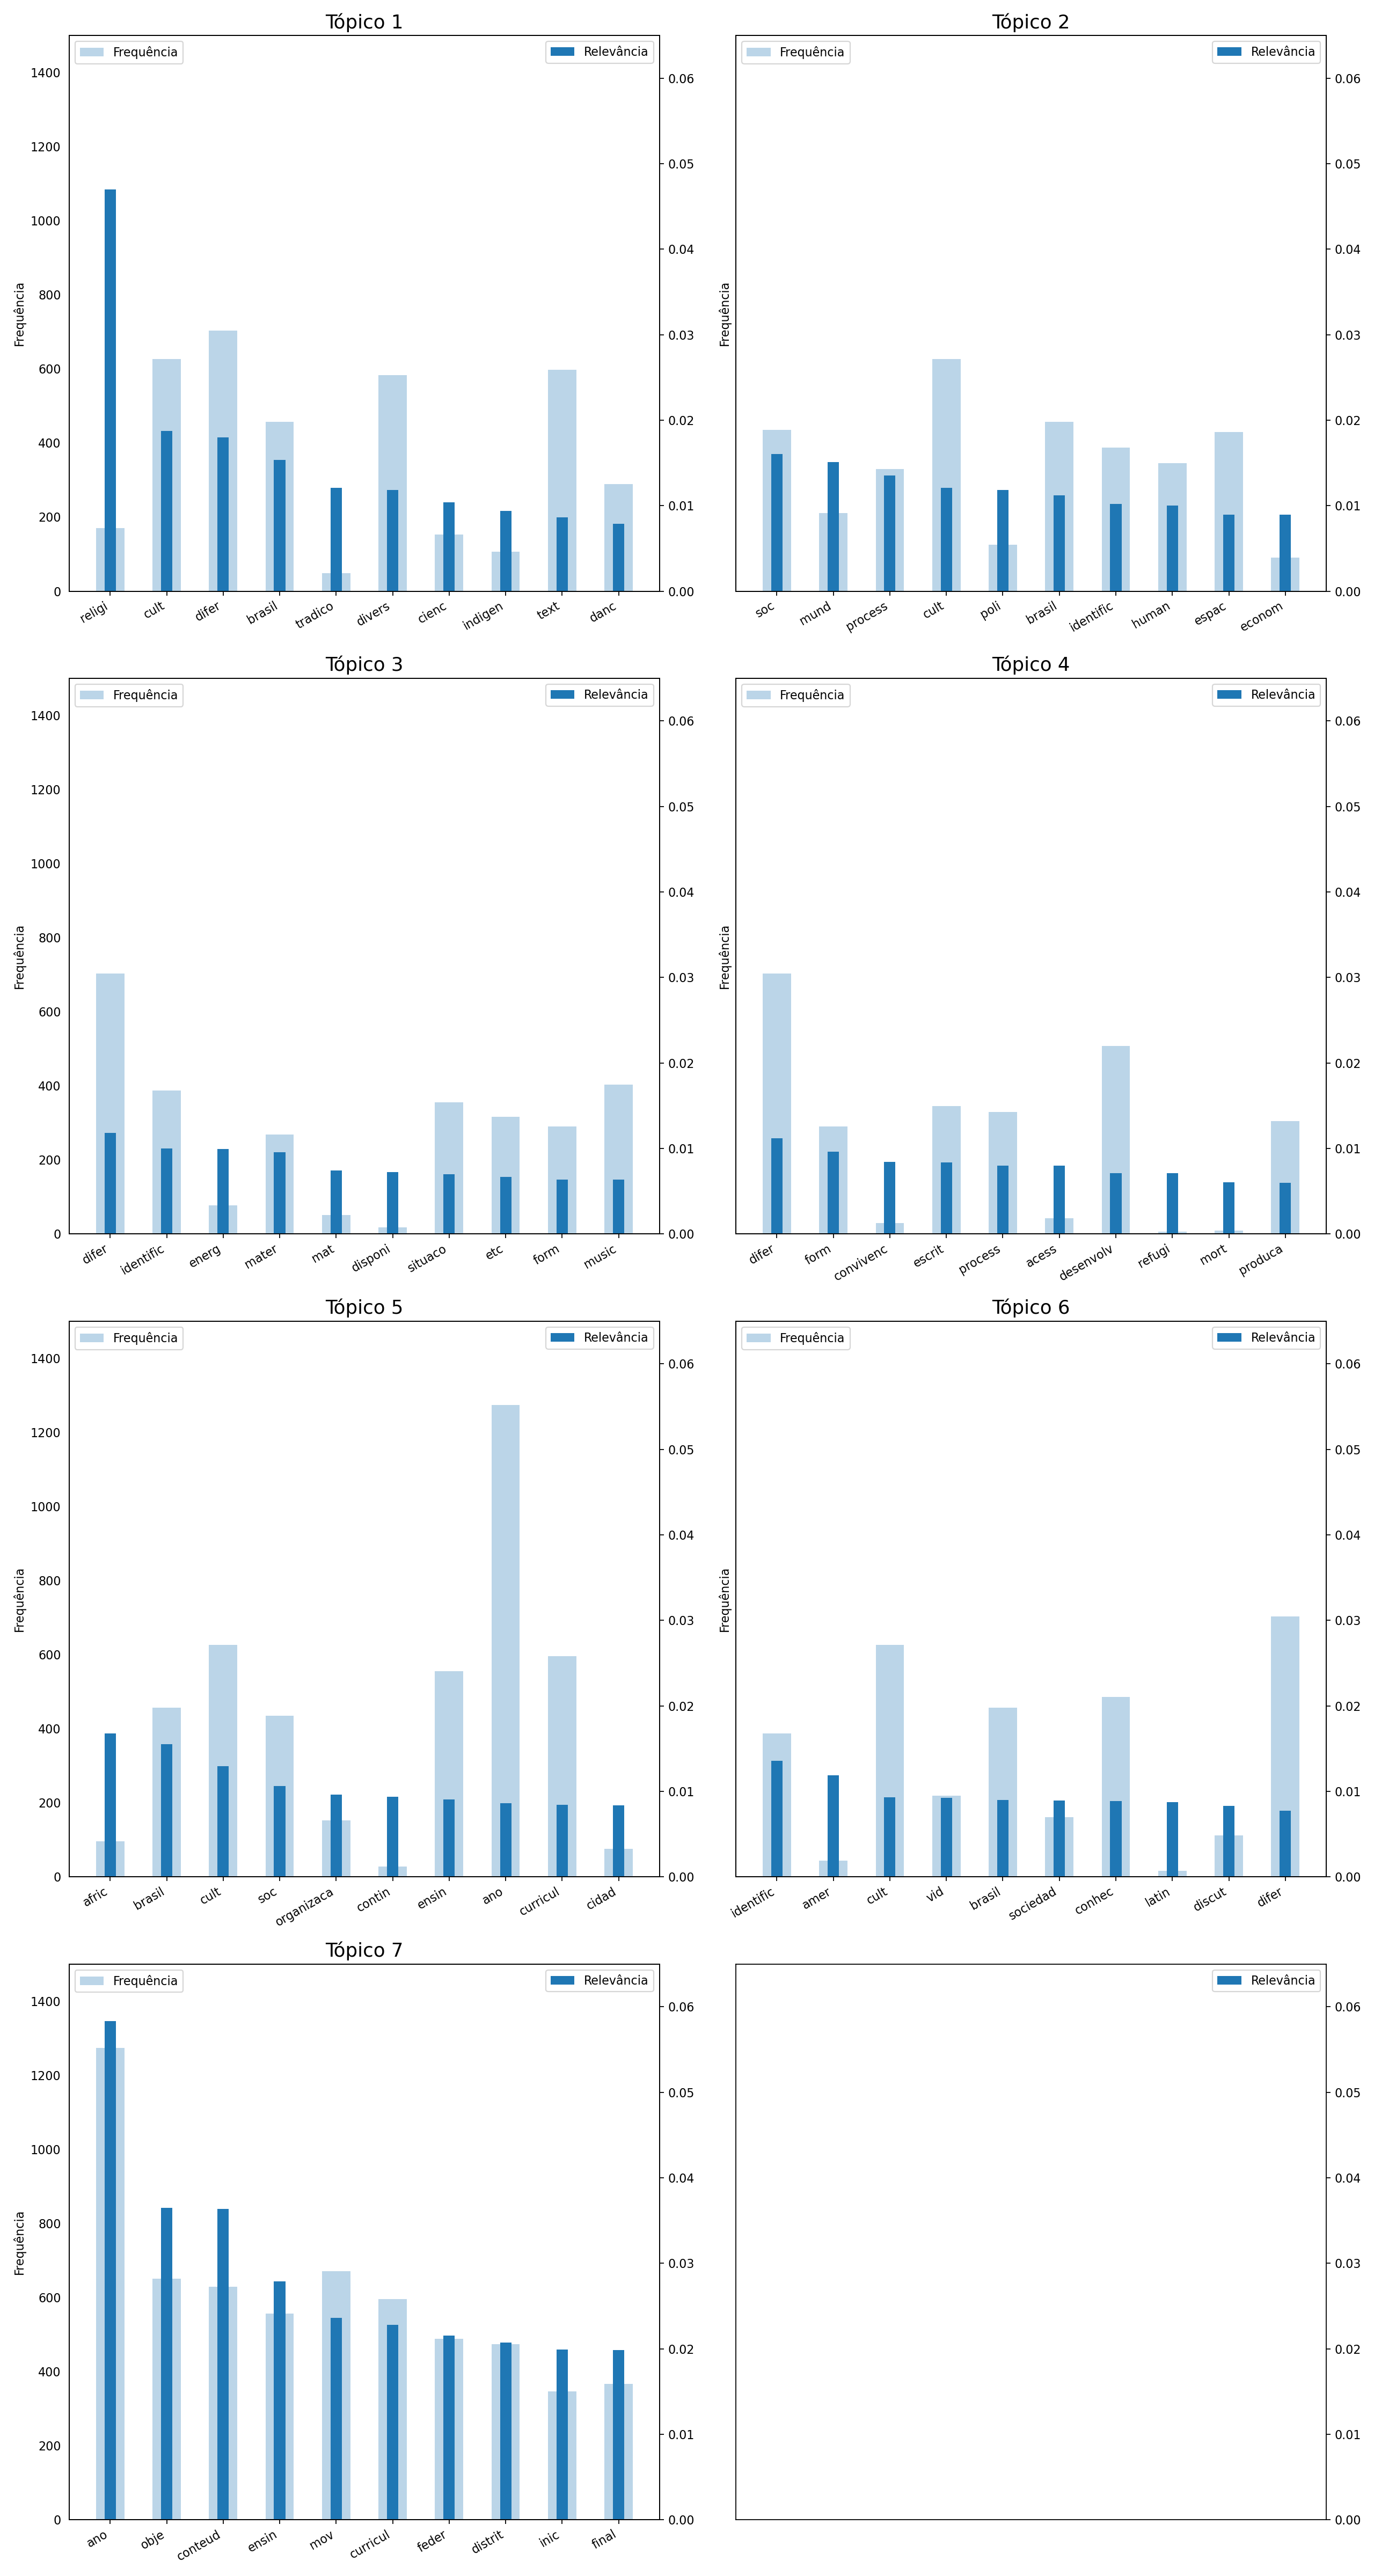 Tópico 1
Frequência
Relevância
1400
1200
1000
800
600
400
200
0
Frequência
0.06
0.05
0.04
0.03
0.02
0.01
0.00
religi cult difer brasil tradico divers cienc indigen text danc
Tópico 2
Frequência
Relevância
Frequência
0.06
0.05
0.04
0.03
0.02
0.01
0.00
soc mund process cult poli brasil identific human espac econom
Tópico 3
Frequência
Relevância
1400
1200
1000
800
600
400
200
0
Frequência
0.06
0.05
0.04
0.03
0.02
0.01
0.00
difer identific energ mater mat disponi situaco etc form music
Tópico 4
Frequência
Relevância
Frequência
0.06
0.05
0.04
0.03
0.02
0.01
0.00
difer form convivenc escrit process acess desenvolv refugi mort produca
Tópico 5
Frequência
Relevância
1400
1200
1000
800
600
400
200
0
Frequência
0.06
0.05
0.04
0.03
0.02
0.01
0.00
afric brasil cult soc organizaca contin ensin ano curricul cidad
Tópico 6
Frequência
Relevância
Frequência
0.06
0.05
0.04
0.03
0.02
0.01
0.00
identific amer cult vid brasil sociedad conhec latin discut difer
Tópico 7
Frequência
Relevância
1400
1200
1000
800
600
400
200
0
Frequência
0.06
0.05
0.04
0.03
0.02
0.01
0.00
ano obje conteud ensin mov curricul feder distrit inic final
Relevância
0.06
0.05
0.04
0.03
0.02
0.01
0.00